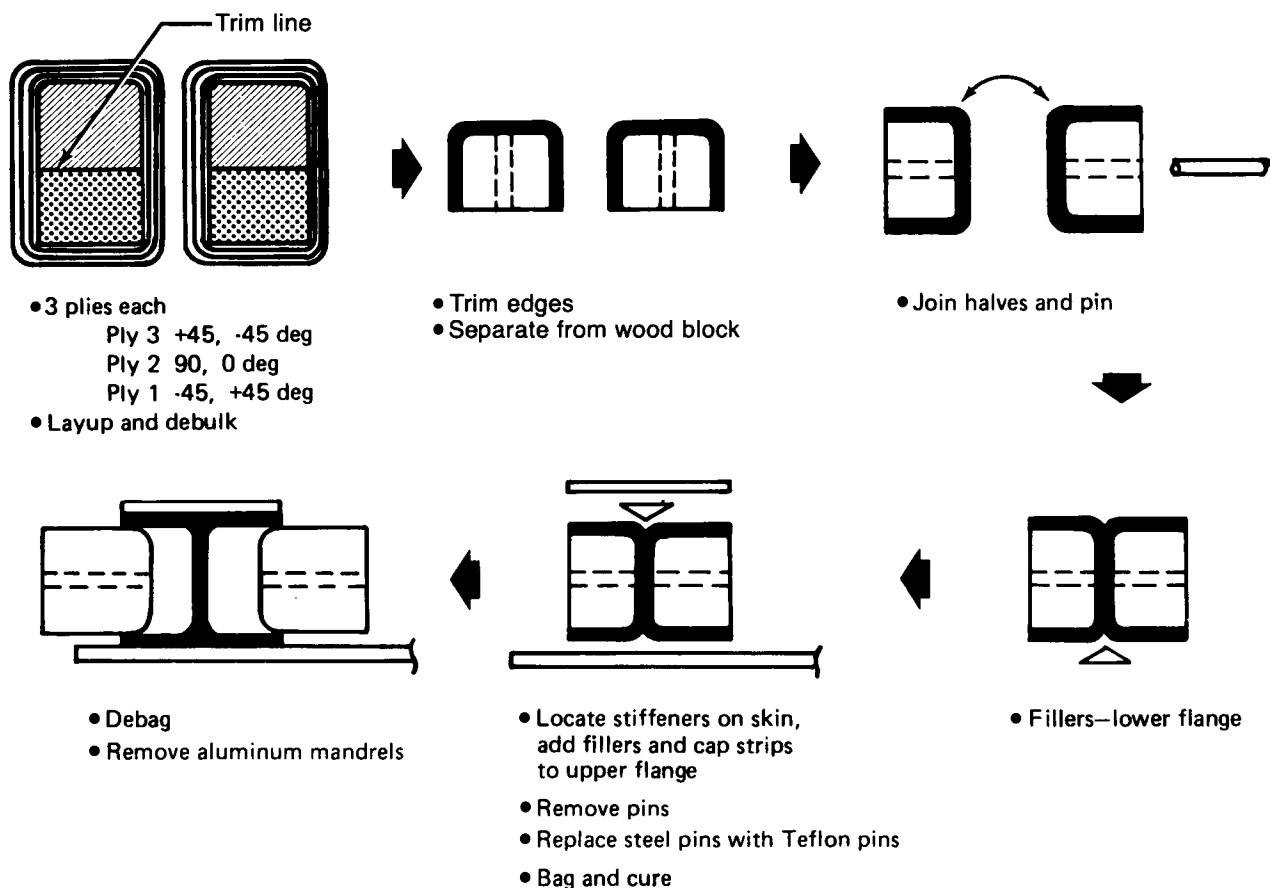 Trim line
•3 plies each
Ply 3 +45, -45 deg
Ply 2 90, 0 deg
Ply 1 -45, +45 deg
• Layup and debulk
• Trim edges
• Separate from wood block
• Join halves and pin
• Fillers—lower flange
• Locate stiffeners on skin,
add fillers and cap strips
to upper flange
• Remove pins
• Replace steel pins with Teflon pins
• Bag and cure
• Debag
• Remove aluminum mandrels